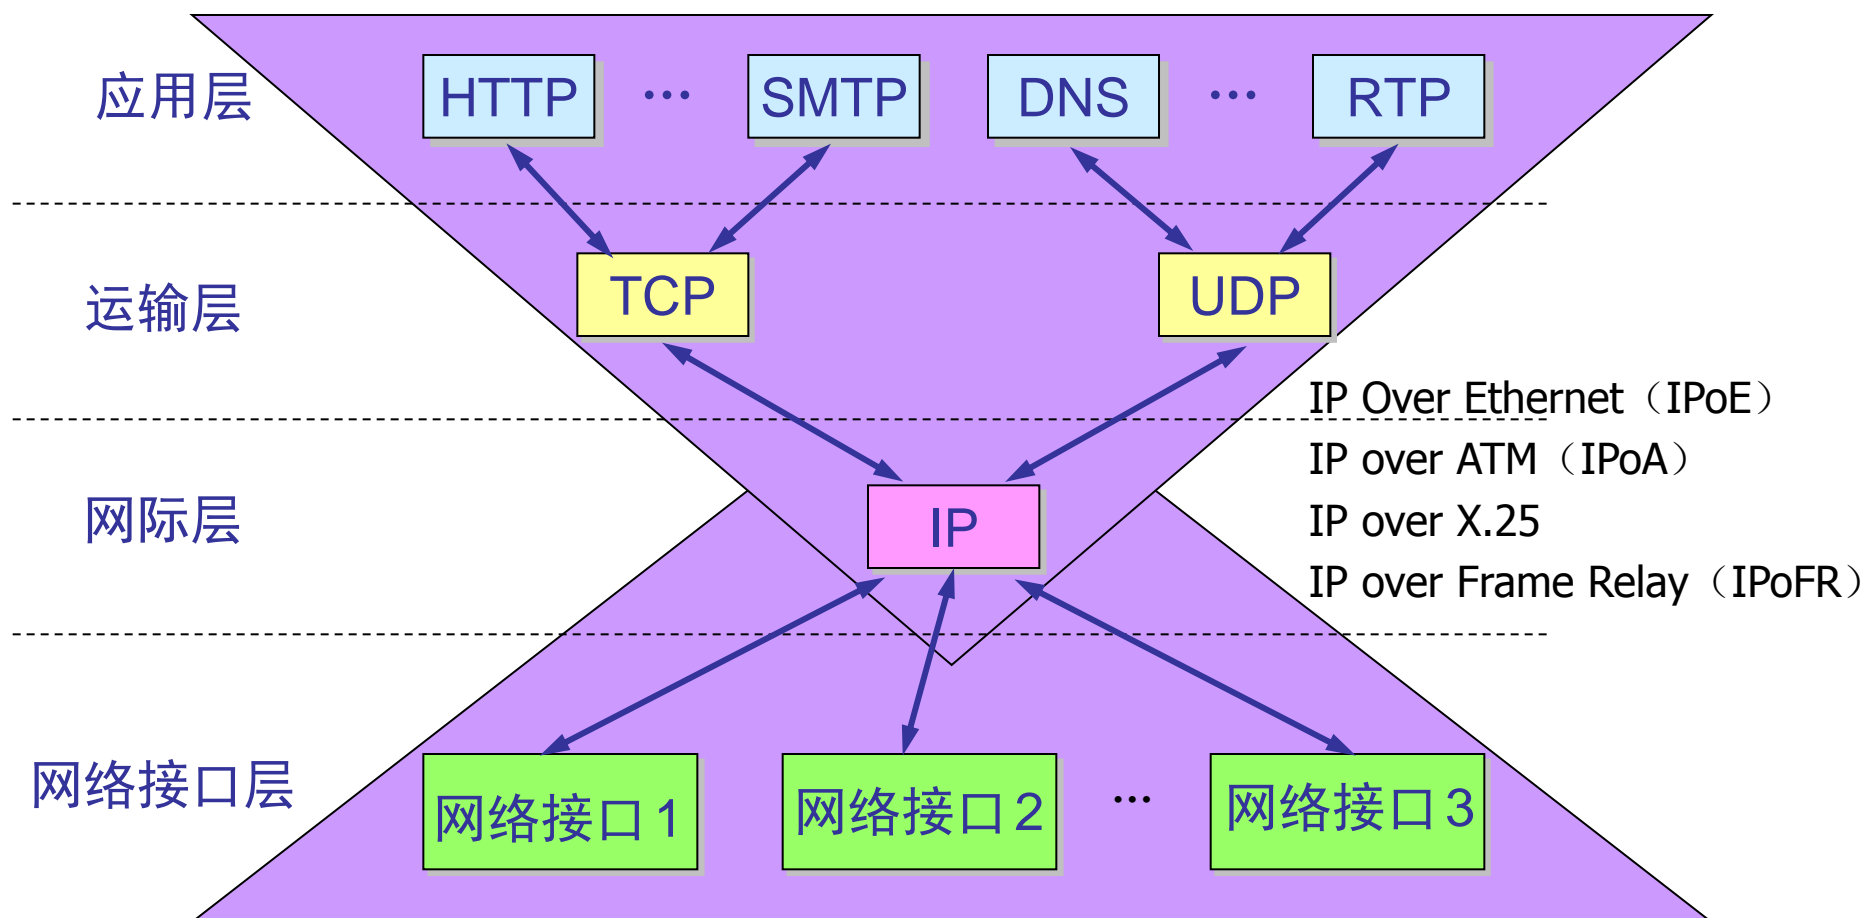 应用层 HTTP … SMTP DNS … RTP
运输层 TCP UDP
IP Over Ethernet（IPoE）
IP over ATM（IPoA）
网际层 IP IP over X.25
IP over Frame Relay（IPoFR）
网络接口层 网络接口1 网络接口2 … 网络接口3